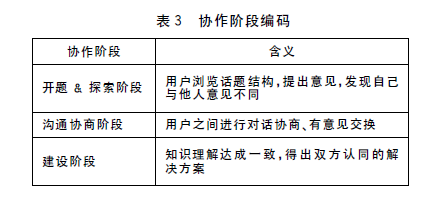 表 3 协作阶段编码
协作阶段 含义
开题 & 探索阶段 用户浏览话题结构,提出意见,发现自己
与他人意见不同
沟通协商阶段 用户之间进行对话协商、有意见交换
建设阶段 知识理解达成一致,得出双方认同的解
决方案